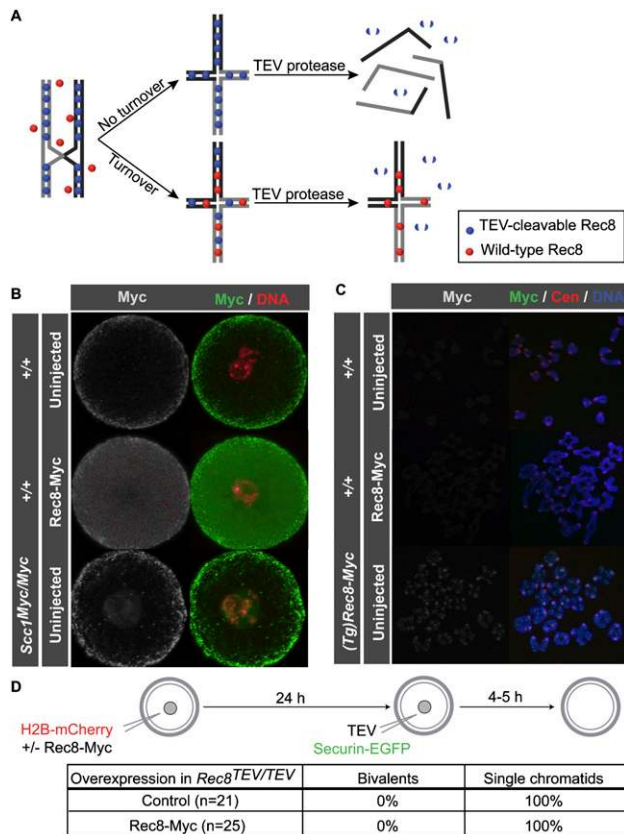 A
No turnover
TEV protease
Turnover
TEV protease
TEV-cleavable Rec8
Wild-type Rec8
B
Myc
Myc / DNA
+/+
Uninjected
+/+
Rec8-Myc
Scc1Myc/Myc
Uninjected
C
Myc
Myc / Cen / DNA
+/+
Uninjected
+/+
Rec8-Myc
(Tg)Rec8-Myc
Uninjected
D
24 h
4-5 h
H2B-mCherry
+/- Rec8-Myc
TEV
Securin-EGFP
Overexpression in Rec8TEV/TEV Bivalents Single chromatids
Control (n=21) 0% 100%
Rec8-Myc (n=25) 0% 100%